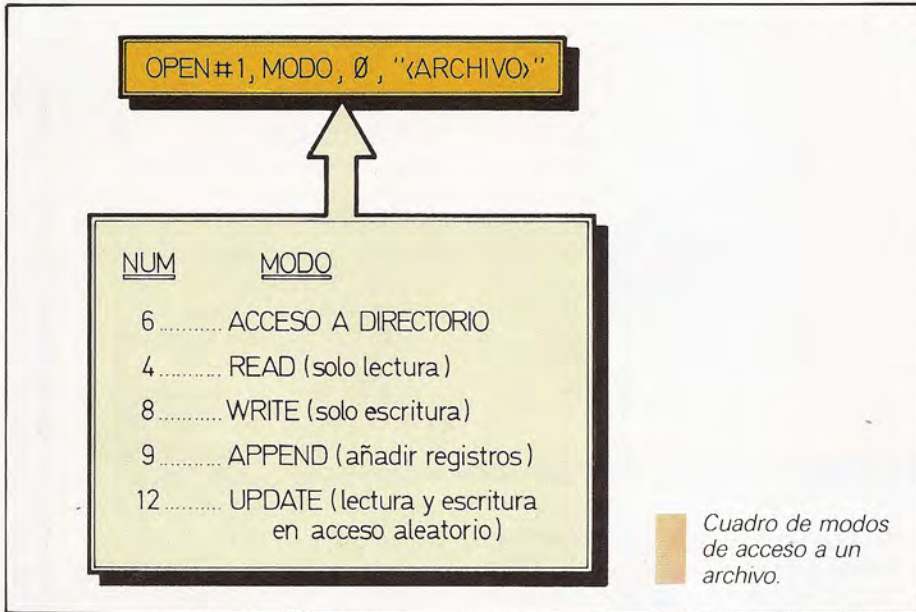 OPEN#1, MODO, Ø, "<ARCHIVO>"
NUM MODO
6........... ACCESO A DIRECTORIO
4........... READ (solo lectura)
8........... WRITE (solo escritura)
9........... APPEND (añadir registros)
12.......... UPDATE (lectura y escritura
en acceso aleatorio)
Cuadro de modos
de acceso a un
archivo.